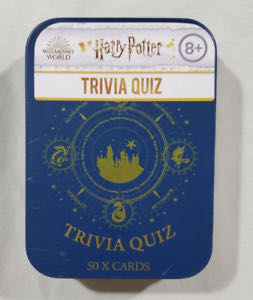 WIZARDING
WORLD
Harry Potter
8+
TRIVIA QUIZ
TRIVIA QUIZ
50 X CARDS